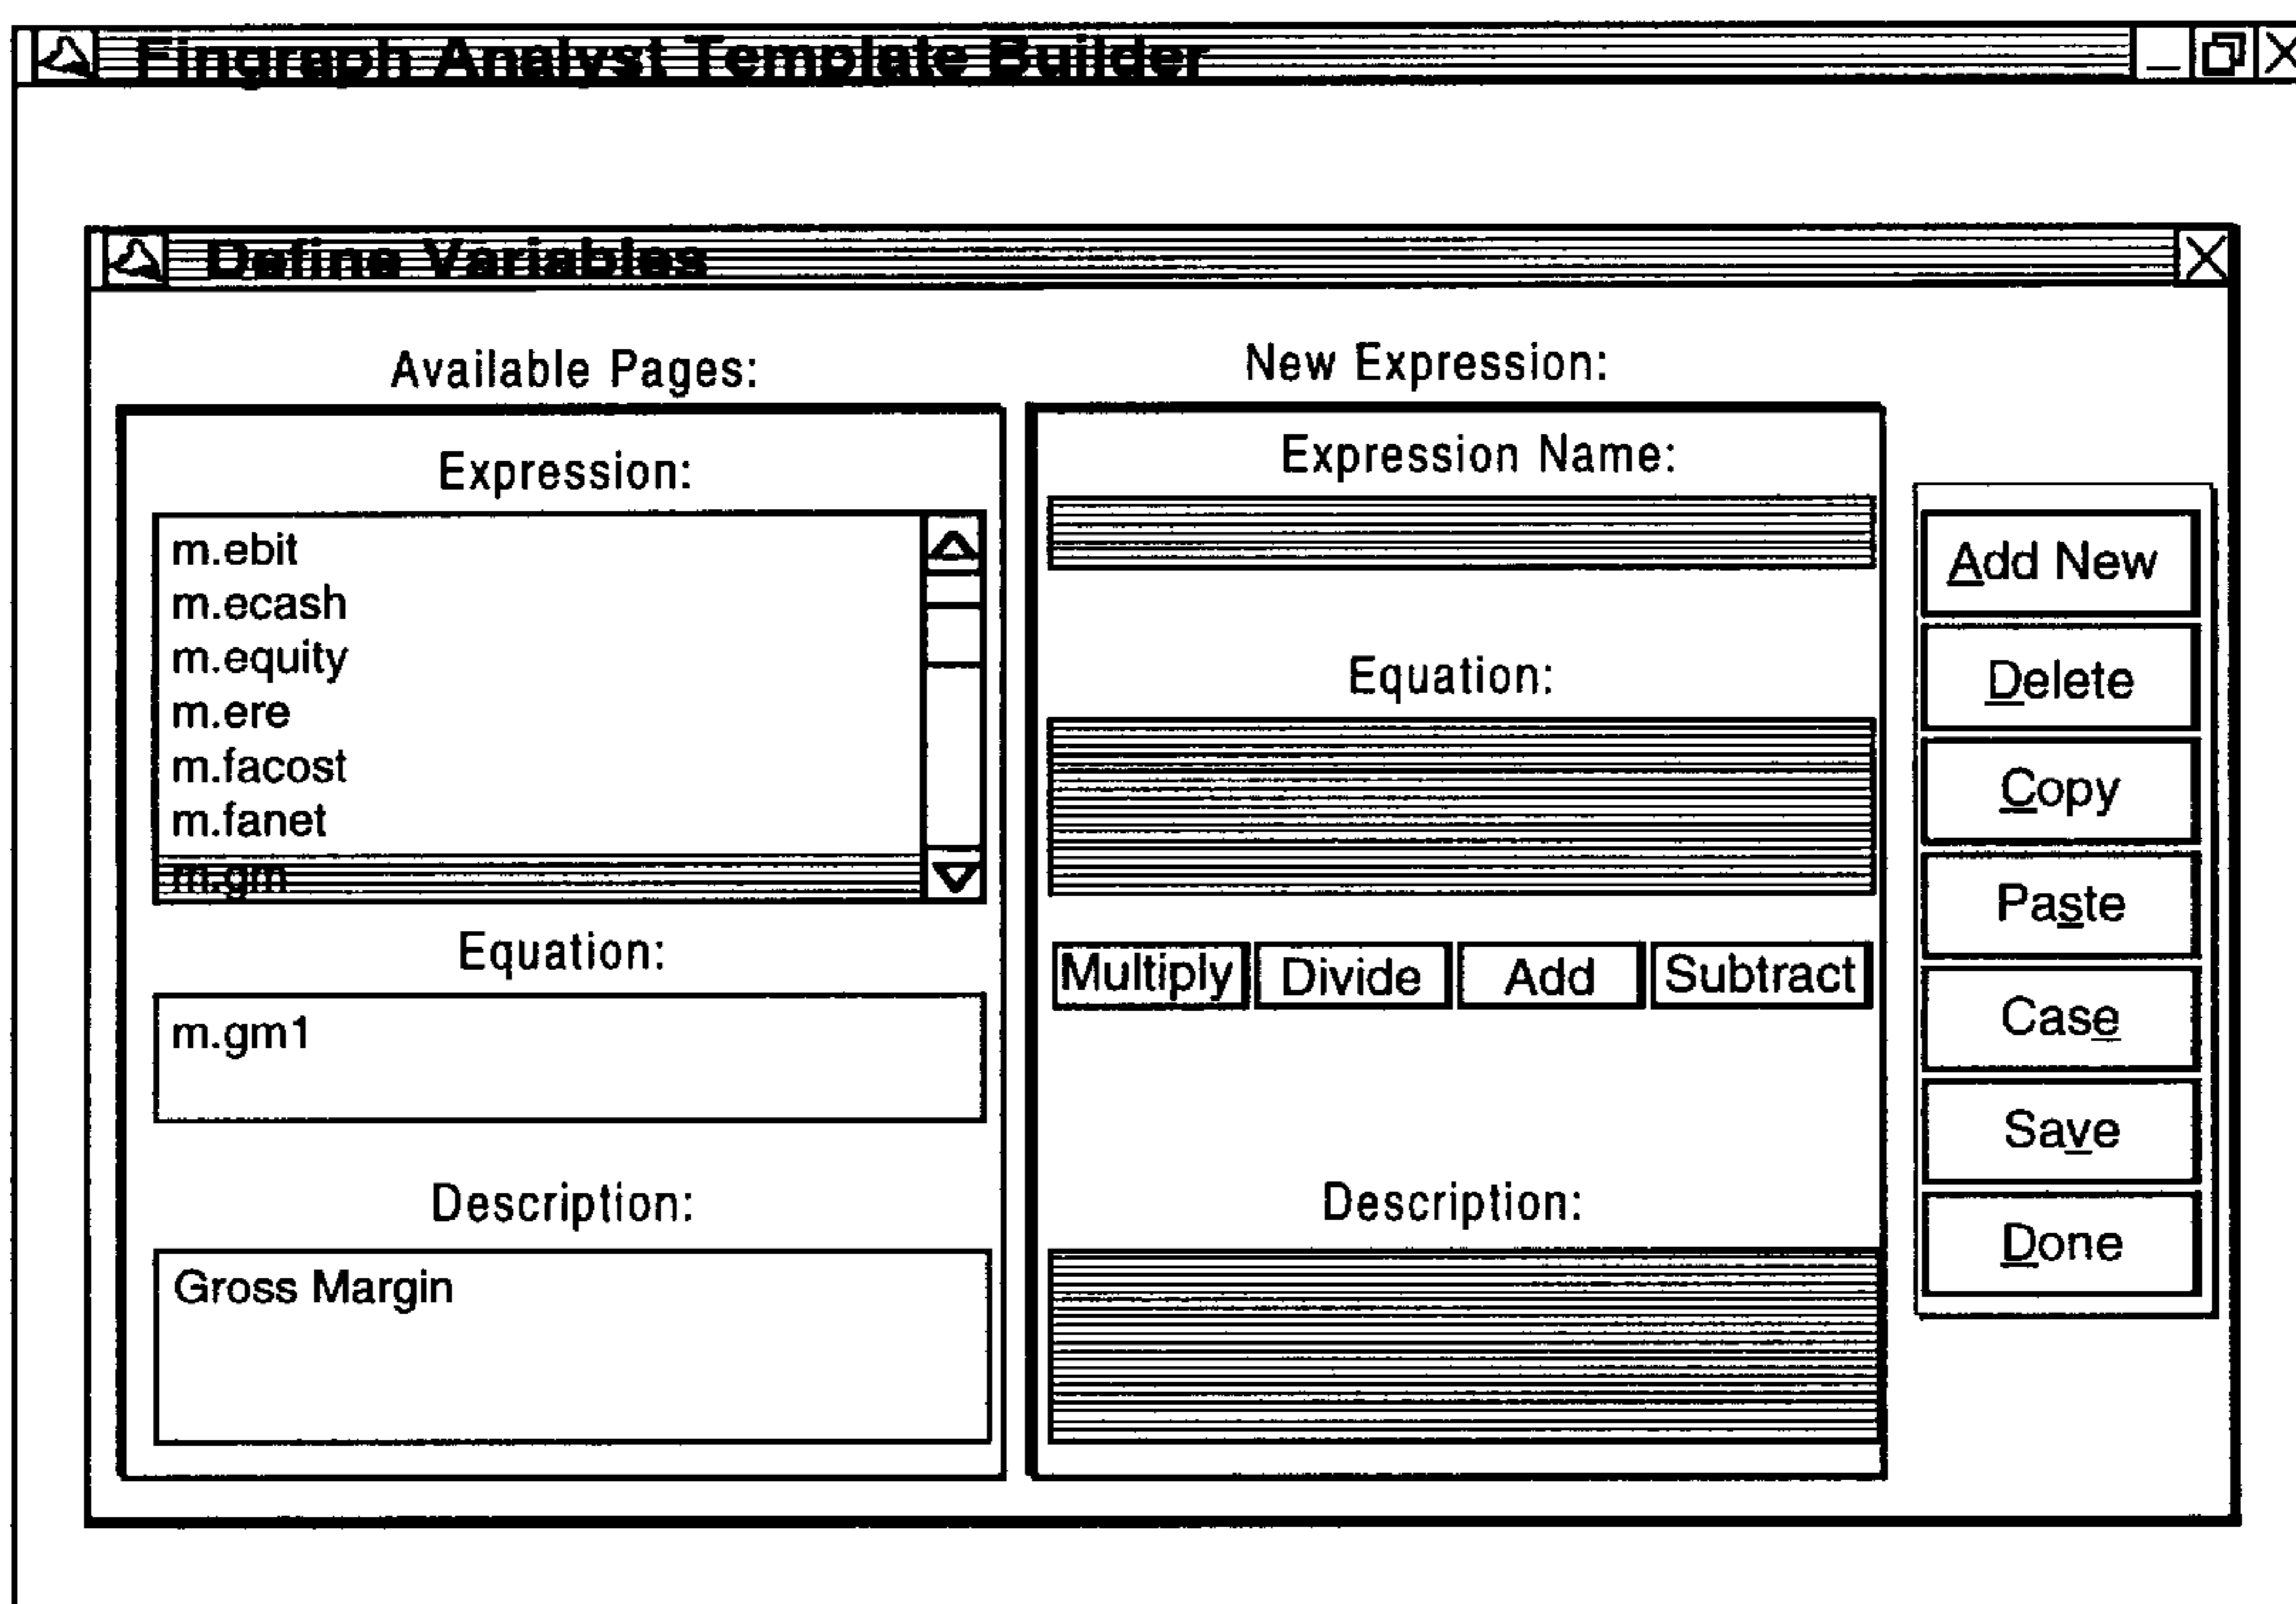 Fingraph Analyst Template Builder
Define Variables
Available Pages:
Expression:
m.ebit
m.ecash
m.equity
m.ere
m.facost
m.fanet
m.gm
Equation:
m.gm1
Description:
Gross Margin
New Expression:
Expression Name:
Equation:
Multiply Divide Add Subtract
Description:
Add New
Delete
Copy
Paste
Case
Save
Done